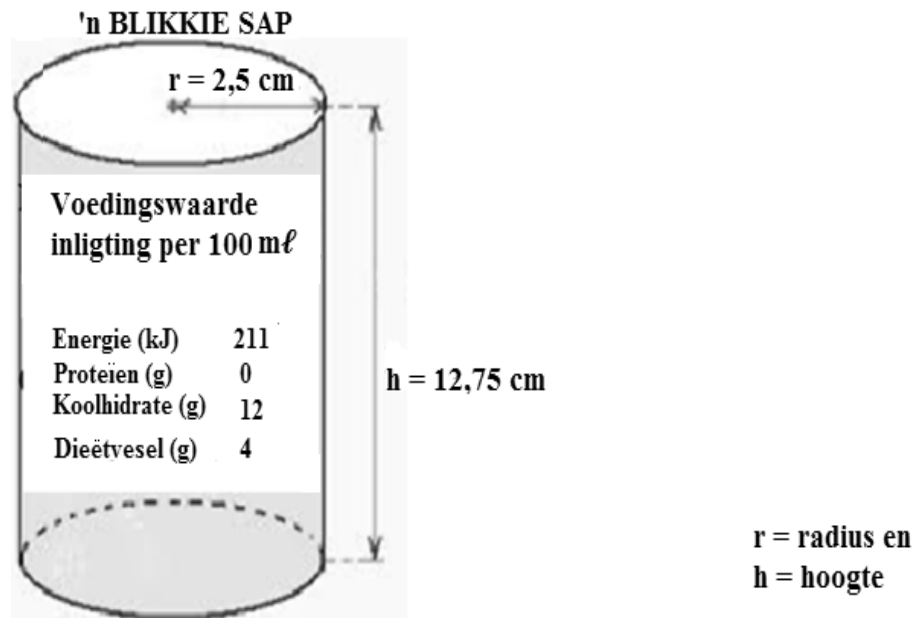 'n BLIKKIE SAP
r = 2,5 cm
Voedingswaarde
inligting per 100 mℓ
Energie (kJ) 211
Proteïen (g) 0
Koolhidrate (g) 12
Dieëtvesel (g) 4
h = 12,75 cm
r = radius en
h = hoogte